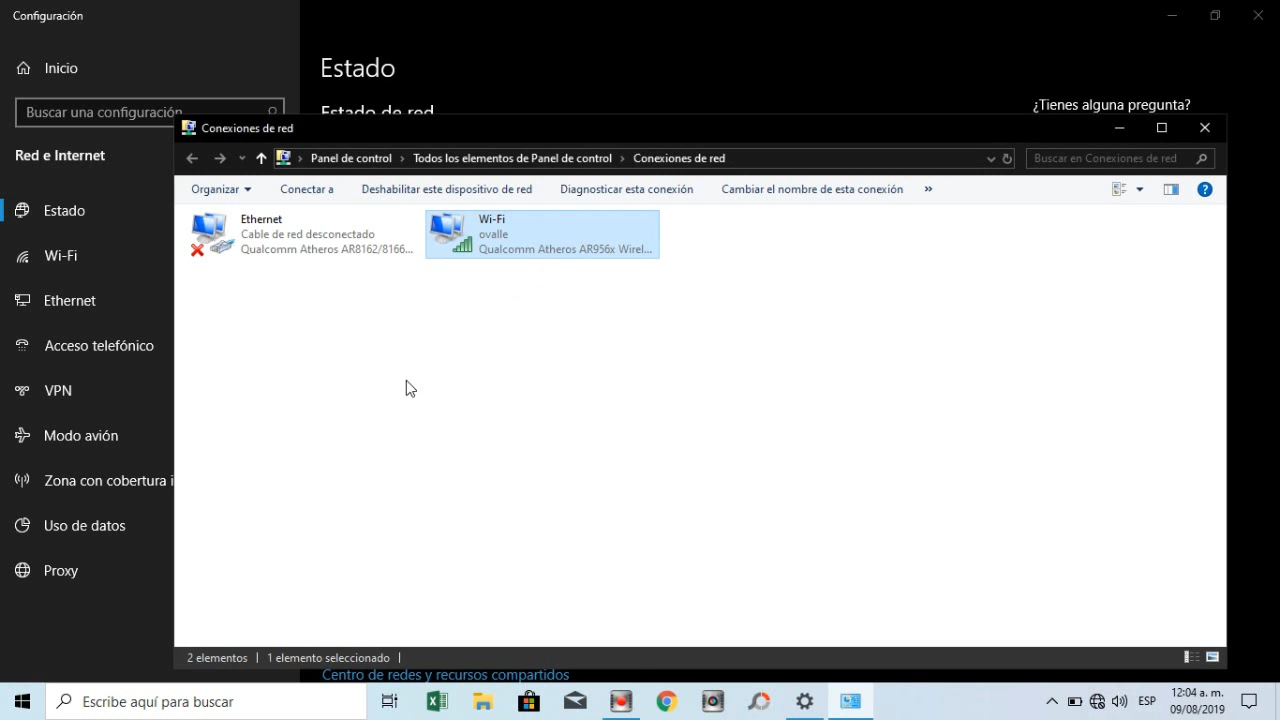 Configuración
Inicio
Buscar una configuración
Red e Internet
Estado
Wi-Fi
Ethernet
Acceso telefónico
VPN
Modo avión
Zona con cobertura i
Uso de datos
Proxy
Estado
Estado de red
¿Tienes alguna pregunta?
Conexiones de red
Panel de control > Todos los elementos de Panel de control > Conexiones de red
Buscar en Conexiones de red
Organizar Conectar a Deshabilitar este dispositivo de red Diagnosticar esta conexión Cambiar el nombre de esta conexión »
Ethernet
Cable de red desconectado
Qualcomm Atheros AR8162/8166...
Wi-Fi
ovalle
Qualcomm Atheros AR956x Wirel...
2 elementos 1 elemento seleccionado
Centro de redes y recursos compartidos
Escribe aquí para buscar
ESP
12:04 a. m.
09/08/2019